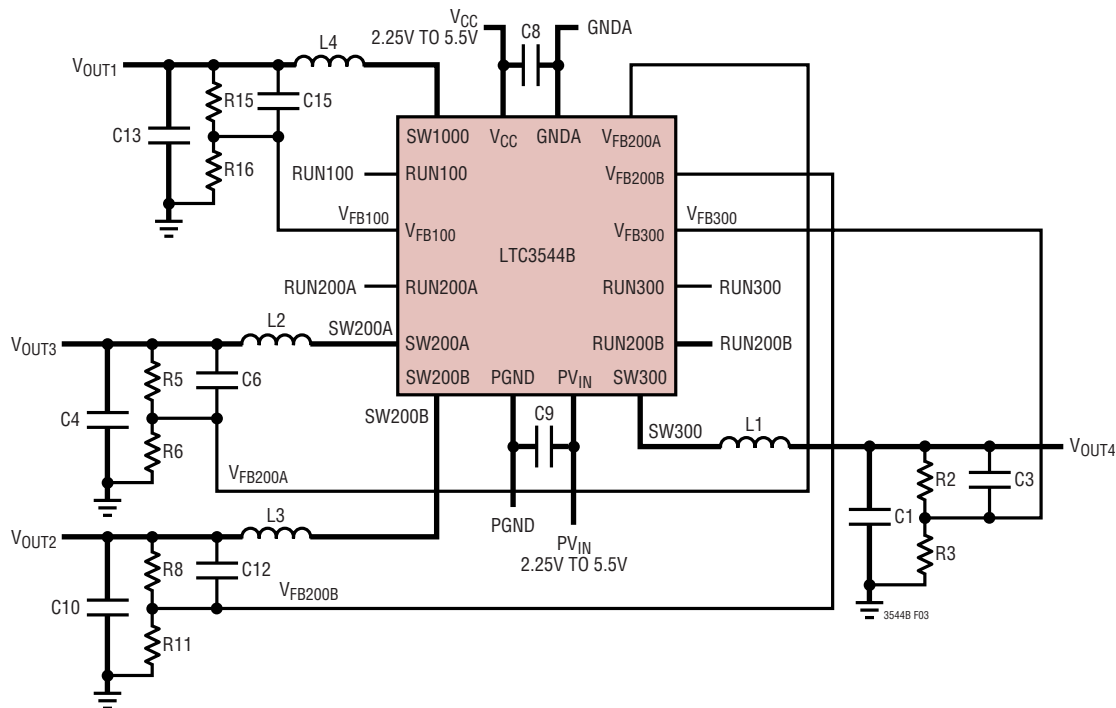 VCC
2.25V TO 5.5V
C8
GNDA
L4
VOUT1
R15
C15
C13
R16
SW1000
VCC
GNDA
VFB200A
RUN100
RUN100
VFB200B
VFB100
VFB100
VFB300
VFB300
LTC3544B
RUN200A
RUN200A
RUN300
RUN300
L2
SW200A
VOUT3
SW200A
RUN200B
RUN200B
R5
C6
SW200B
PGND
PVIN
SW300
C4
SW200B
C9
R6
SW300
L1
VOUT4
VFB200A
R2
C3
L3
PGND
C1
VOUT2
PVIN
2.25V TO 5.5V
R3
R8
C12
VFB200B
C10
R11
3544B F03